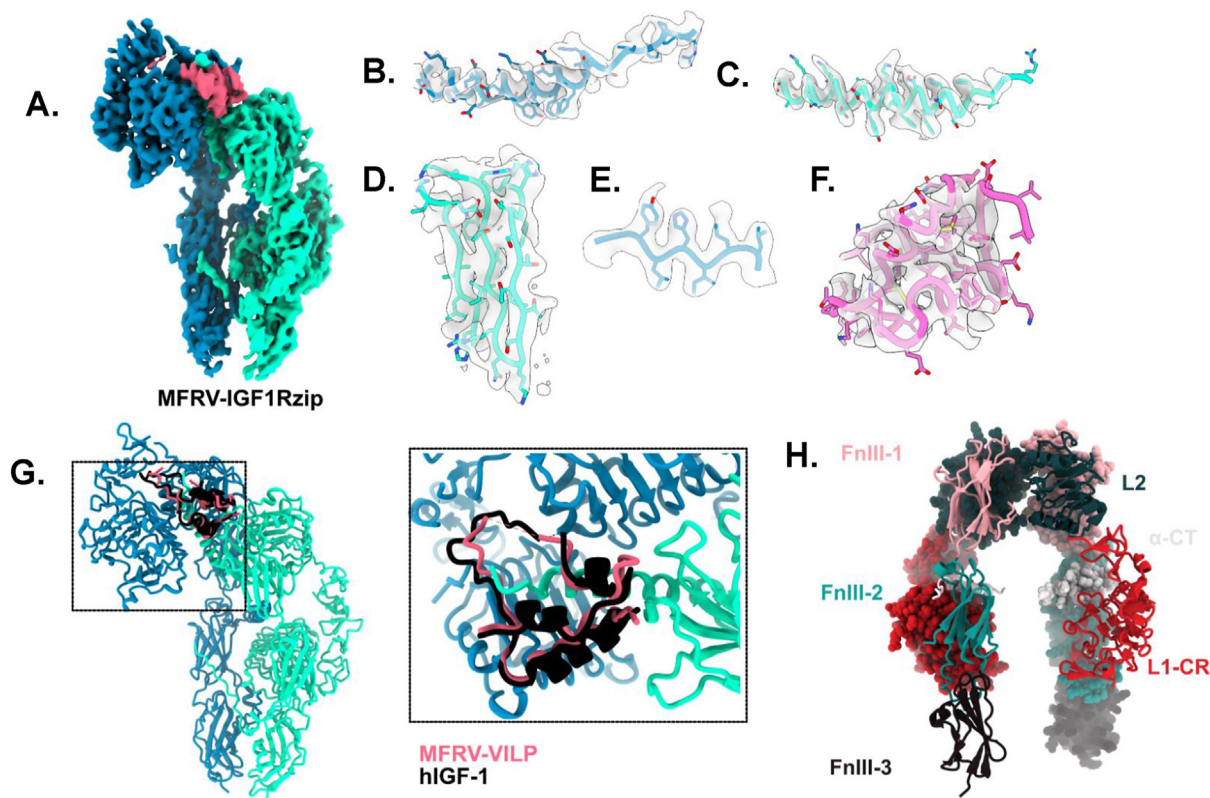 A.
B.
C.
D.
E.
F.
MFRV-IGF1Rzip
G.
MFRV-VILP
hIGF-1
H.
FnIII-1
L2
α-CT
FnIII-2
L1-CR
FnIII-3